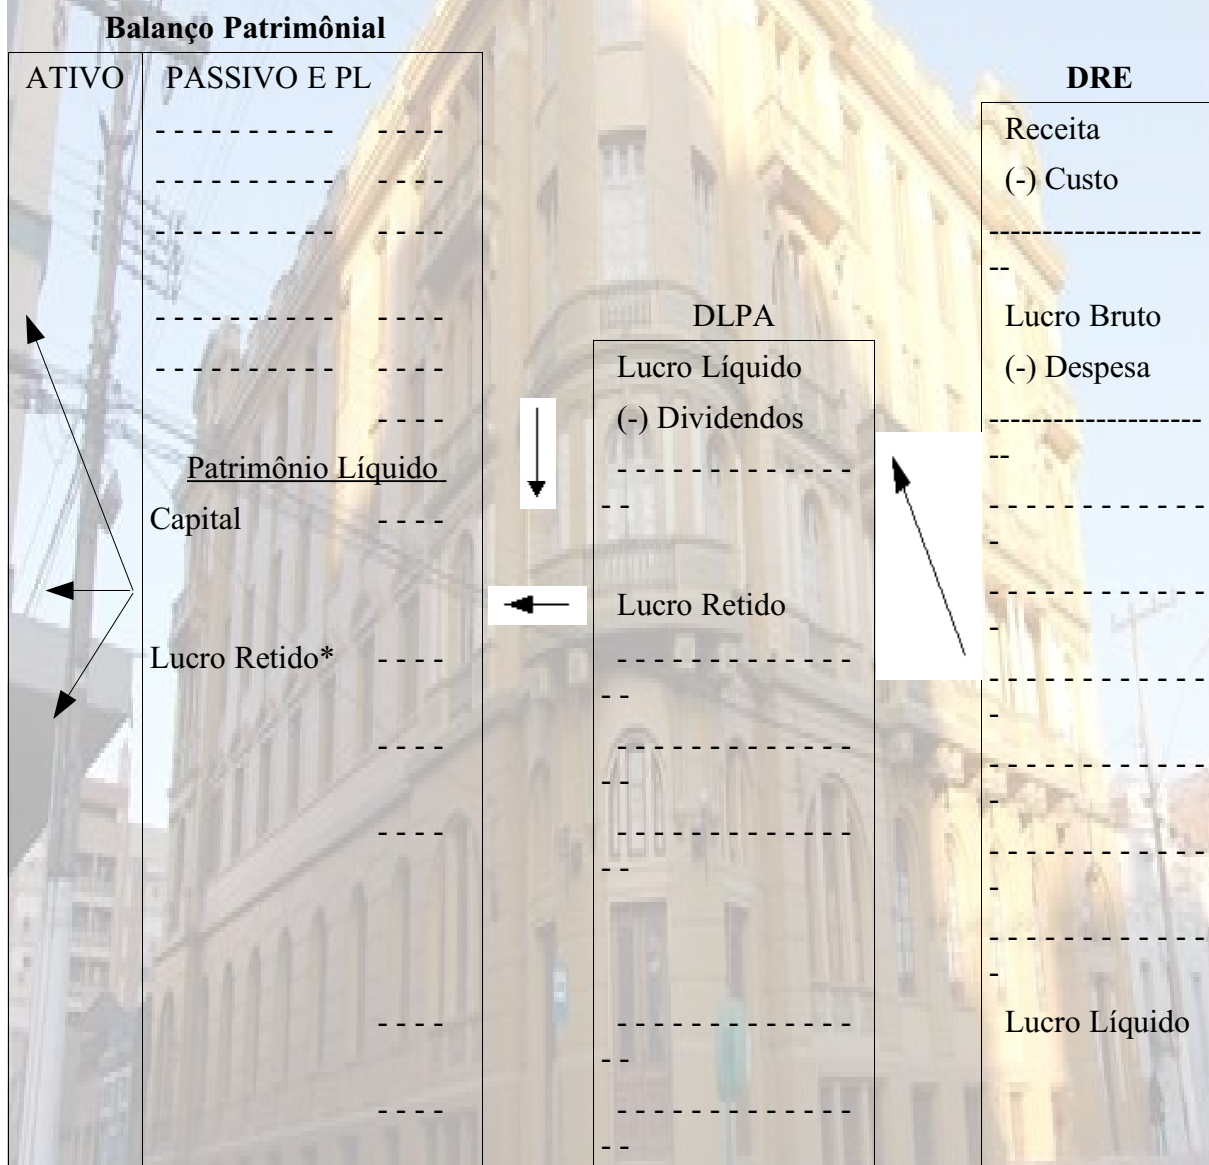 Balanço Patrimônial
ATIVO PASSIVO E PL
- - - - - - - - - - - - - -
- - - - - - - - - - - - - -
- - - - - - - - - - - - - -
- - - - - - - - - - - - - -
- - - - - - - - - - - - - -
- - - -
Patrimônio Líquido
Capital - - - -
Lucro Retido* - - - -
- - - -
- - - -
- - - -
- - - -
DLPA
Lucro Líquido
(-) Dividendos
- - - - - - - - - - - - -
- -
Lucro Retido
- - - - - - - - - - - - -
- -
- - - - - - - - - - - - -
- -
- - - - - - - - - - - - -
- -
- - - - - - - - - - - - -
- -
- - - - - - - - - - - - -
- -
DRE
Receita
(-) Custo
--------------------
--
Lucro Bruto
(-) Despesa
--------------------
--
- - - - - - - - - - - -
-
- - - - - - - - - - - -
-
- - - - - - - - - - - -
-
- - - - - - - - - - - -
-
- - - - - - - - - - - -
-
- - - - - - - - - - - -
-
Lucro Líquido